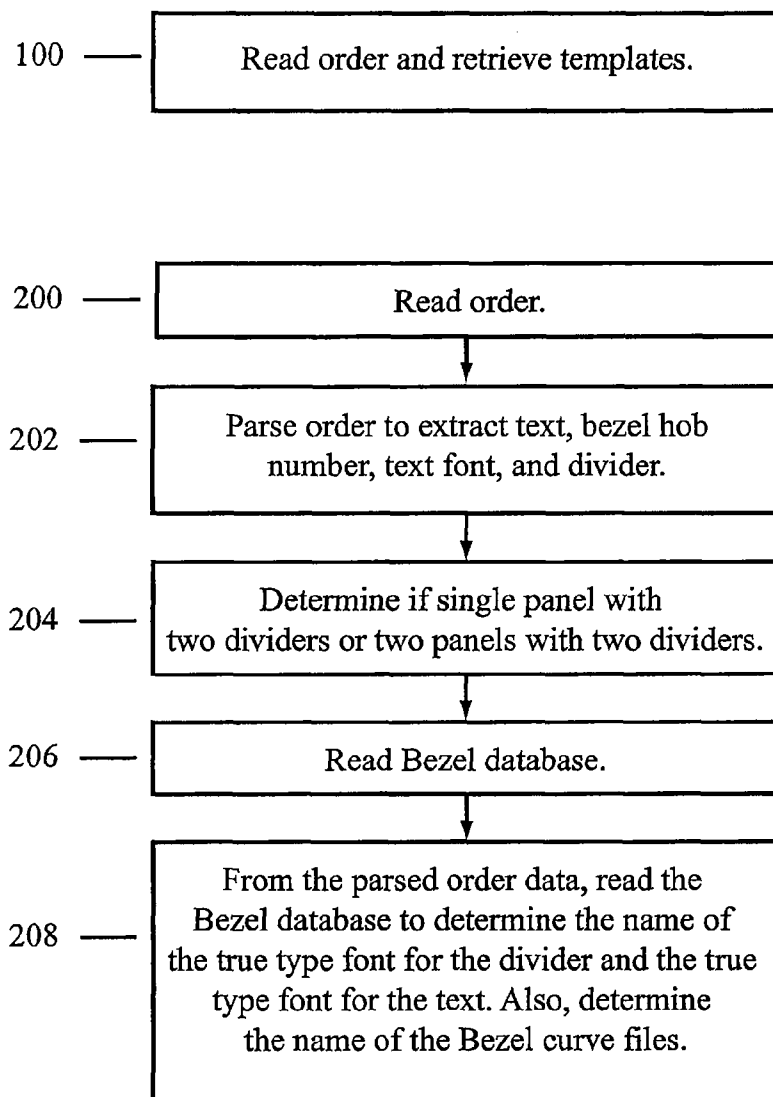 100
Read order and retrieve templates.
200
Read order.
202
Parse order to extract text, bezel hob
number, text font, and divider.
204
Determine if single panel with
two dividers or two panels with two dividers.
206
Read Bezel database.
208
From the parsed order data, read the
Bezel database to determine the name of
the true type font for the divider and the true
type font for the text. Also, determine
the name of the Bezel curve files.